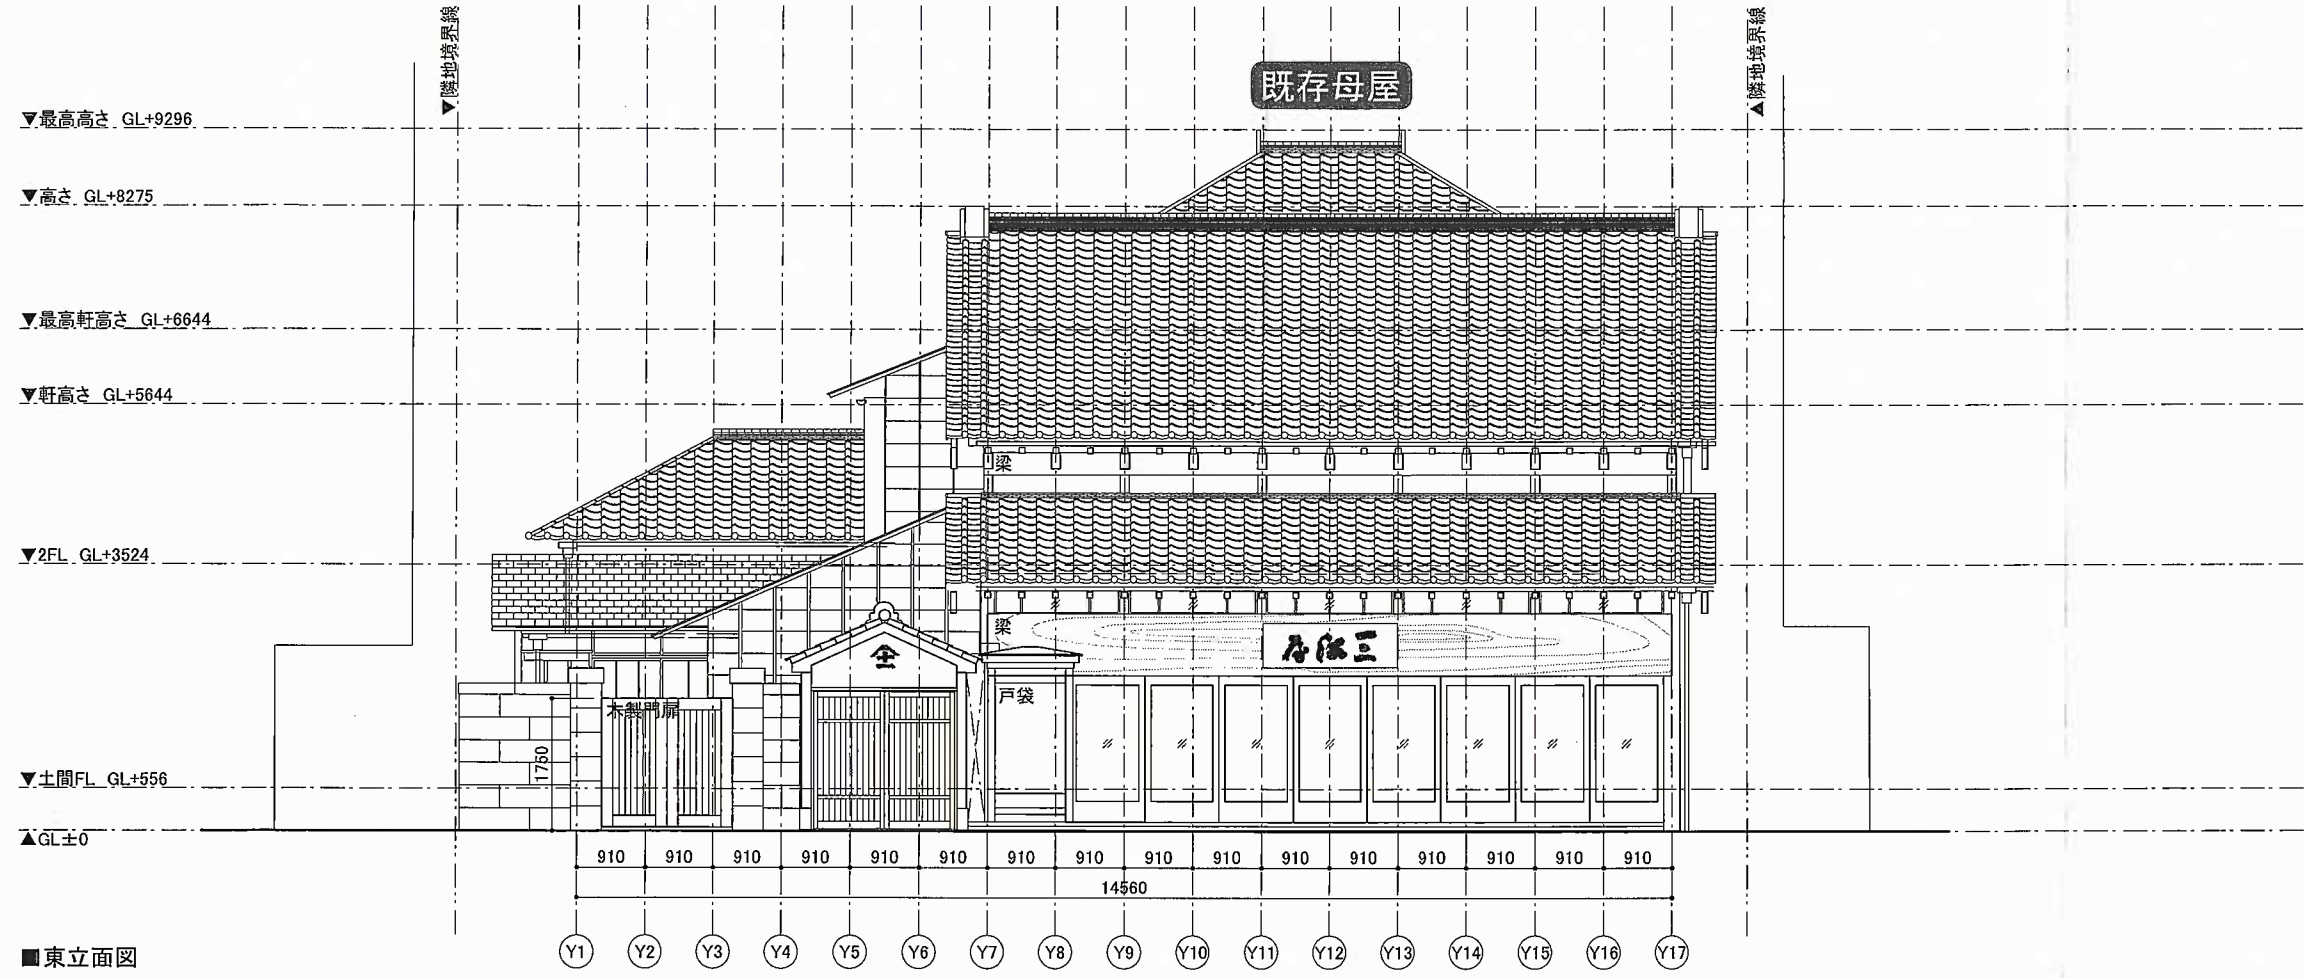 ▼隣地境界線
▲隣地境界線
既存母屋
▼最高高さ GL+9296
▼高さ GL+8275
▼最高軒高さ GL+6644
▼軒高さ GL+5644
梁
▼2FL GL+3524
梁
戸袋
木製門扉
1760
▼土間FL GL+556
▲GL±0
910 910 910 910 910 910 910 910 910 910 910 910 910 910 910 910
14560
Y1 Y2 Y3 Y4 Y5 Y6 Y7 Y8 Y9 Y10 Y11 Y12 Y13 Y14 Y15 Y16 Y17
■東立面図